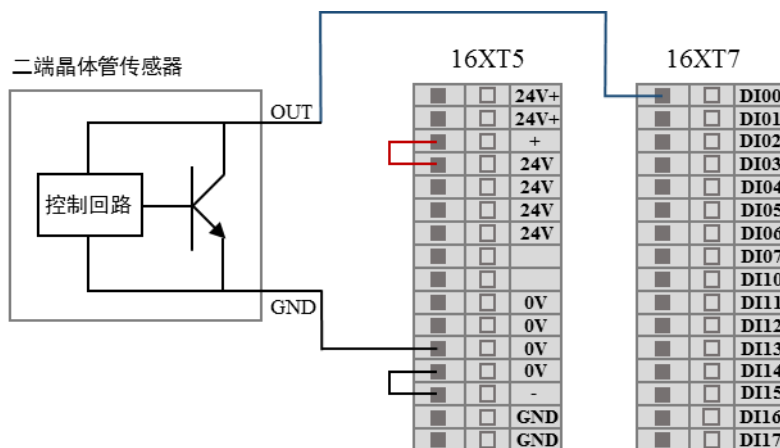 二端晶体管传感器
OUT
控制回路
GND
16XT5
24V+
24V+
+
24V
24V
24V
24V
0V
0V
0V
0V
-
GND
GND
16XT7
DI00
DI01
DI02
DI03
DI04
DI05
DI06
DI07
DI10
DI11
DI12
DI13
DI14
DI15
DI16
DI17